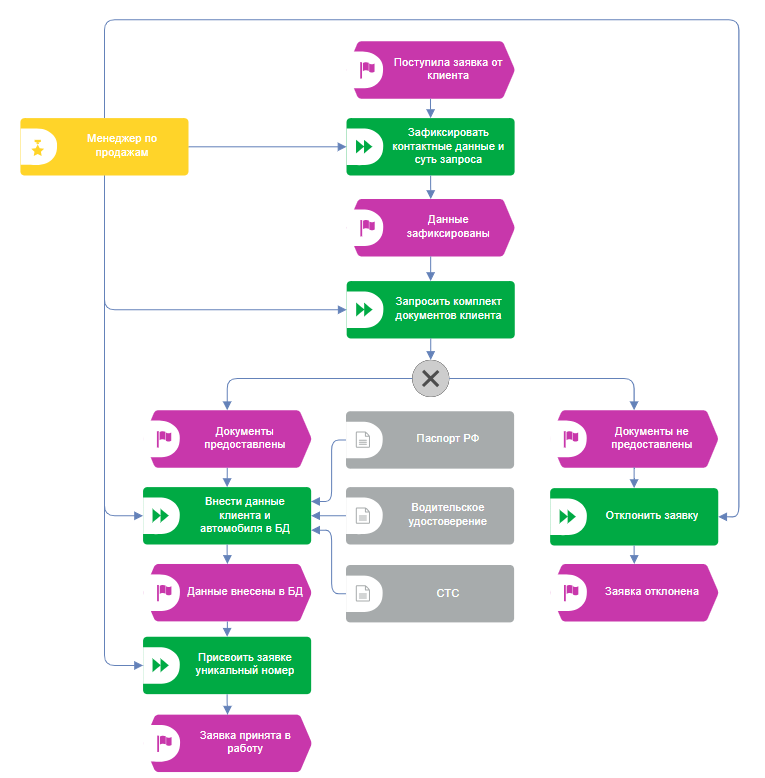 Поступила заявка от
клиента
Менеджер по
продажам
Зафиксировать
контактные данные и
суть запроса
Данные
зафиксированы
Запросить комплект
документов клиента
Документы
предоставлены
Паспорт РФ
Документы не
предоставлены
Внести данные
клиента и
автомобиля в БД
Водительское
удостоверение
Отклонить заявку
Данные внесены в БД
СТС
Заявка отклонена
Присвоить заявке
уникальный номер
Заявка принята в
работу